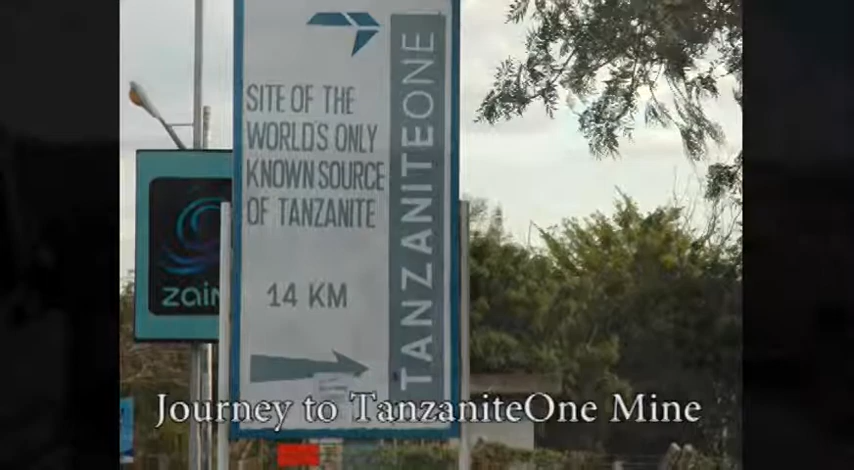 SITE OF THE
WORLD'S ONLY
KNOWN SOURCE
OF TANZANITE
14 KM
TANZANITEONE
zain
Journey to TanzaniteOne Mine